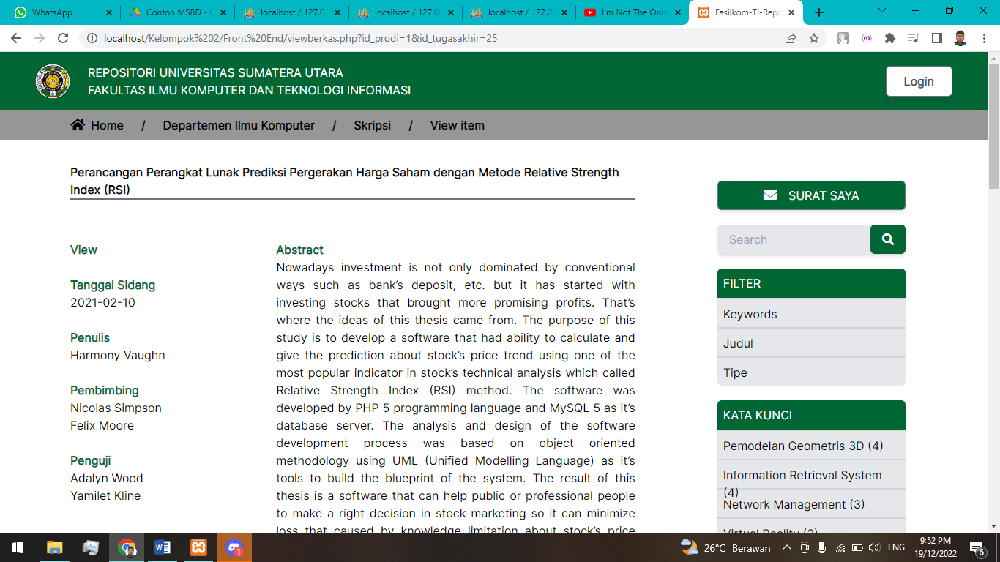 WhatsApp
Contoh MSBD - 
localhost / 127.0.
localhost / 127.0.
localhost / 127.0.
I'm Not The Only
Fasilkom-TI-Repo
localhost/Kelompok%202/Front%20End/viewberkas.php?id_prodi=1&id_tugasakhir=25
REPOSITORI UNIVERSITAS SUMATERA UTARA
FAKULTAS ILMU KOMPUTER DAN TEKNOLOGI INFORMASI
Login
Home / Departemen Ilmu Komputer / Skripsi / View item
Perancangan Perangkat Lunak Prediksi Pergerakan Harga Saham dengan Metode Relative Strength
Index (RSI)
View
Tanggal Sidang
2021-02-10
Penulis
Harmony Vaughn
Pembimbing
Nicolas Simpson
Felix Moore
Penguji
Adalyn Wood
Yamilet Kline
Abstract
Nowadays investment is not only dominated by conventional
ways such as bank's deposit, etc. but it has started with
investing stocks that brought more promising profits. That's
where the ideas of this thesis came from. The purpose of this
study is to develop a software that had ability to calculate and
give the prediction about stock's price trend using one of the
most popular indicator in stock's technical analysis which called
Relative Strength Index (RSI) method. The software was
developed by PHP 5 programming language and MySQL 5 as it's
database server. The analysis and design of the software
development process was based on object oriented
methodology using UML (Unified Modelling Language) as it's
tools to build the blueprint of the system. The result of this
thesis is a software that can help public or professional people
to make a right decision in stock marketing so it can minimize
loss that caused by knowledge limitation about stock's price
SURAT SAYA
Search
FILTER
Keywords
Judul
Tipe
KATA KUNCI
Pemodelan Geometris 3D (4)
Information Retrieval System
(4)
Network Management (3)
Virtual Reality (3)
26°C Berawan
ENG
9:52 PM
19/12/2022
6
1